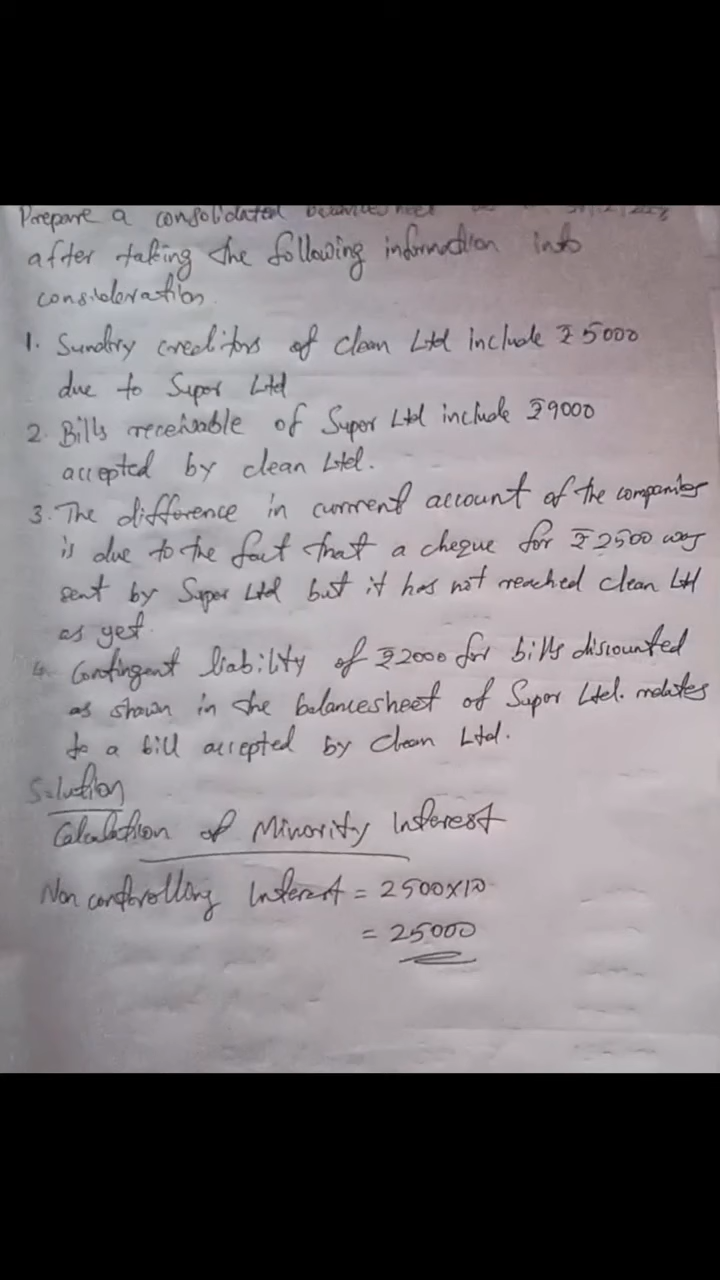 Prepare a consolidated balancesheet
after taking the following information into
consideration.
1. Sundry creditors of clean Ltd include ₹5000
due to Super Ltd
2. Bills receivable of Super Ltd include ₹9000
accepted by clean Ltd.
3. The difference in current account of the companies
is due to the fact that a cheque for ₹2500 was
sent by Super Ltd but it has not reached clean Ltd
as yet.
4. Contingent liability of ₹2000 for bills discounted
as shown in the balancesheet of Super Ltd. relates
to a bill accepted by Clean Ltd.
Solution
Calculation of Minority Interest
Non controlling Interest = 2500x10
= 25000